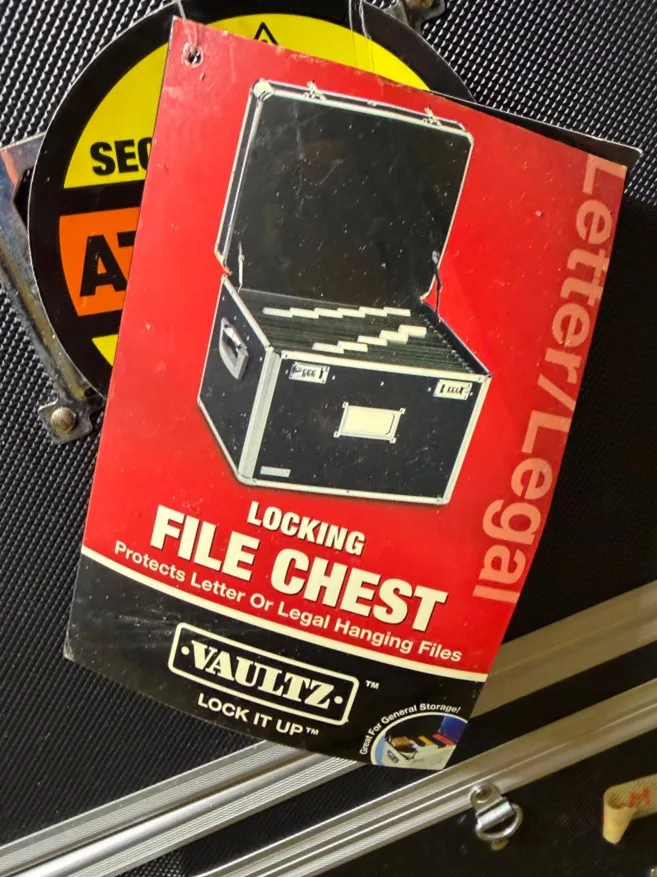 SEC
AT
Letter/Legal
LOCKING
FILE CHEST
Protects Letter Or Legal Hanging Files
·VAULTZ·™
LOCK IT UP™
Great For General Storage!